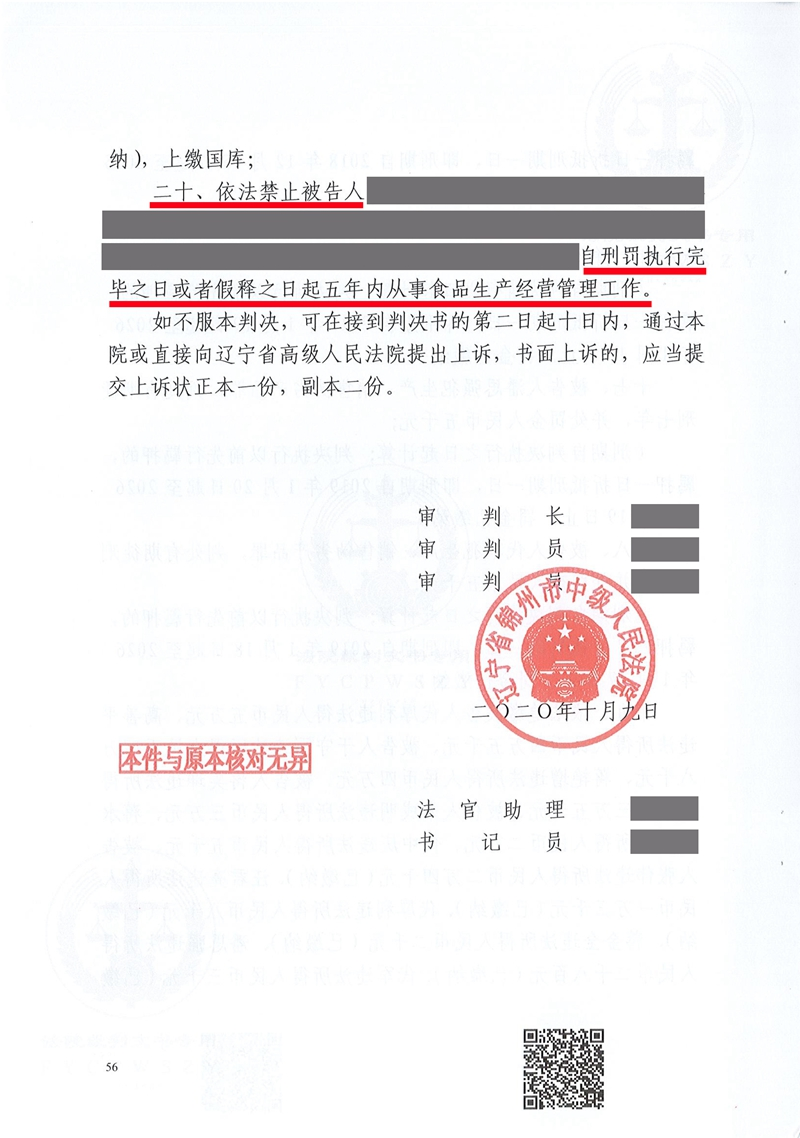 纳），上缴国库；
二十、依法禁止被告人
自刑罚执行完
毕之日或者假释之日起五年内从事食品生产经营管理工作。
如不服本判决，可在接到判决书的第二日起十日内，通过本
院或直接向辽宁省高级人民法院提出上诉，书面上诉的，应当提
交上诉状正本一份，副本二份。
审判长
审判员
审判员
辽宁省锦州市中级人民法院
二〇二〇年十月九日
本件与原本核对无异
法官助理
书记员
56